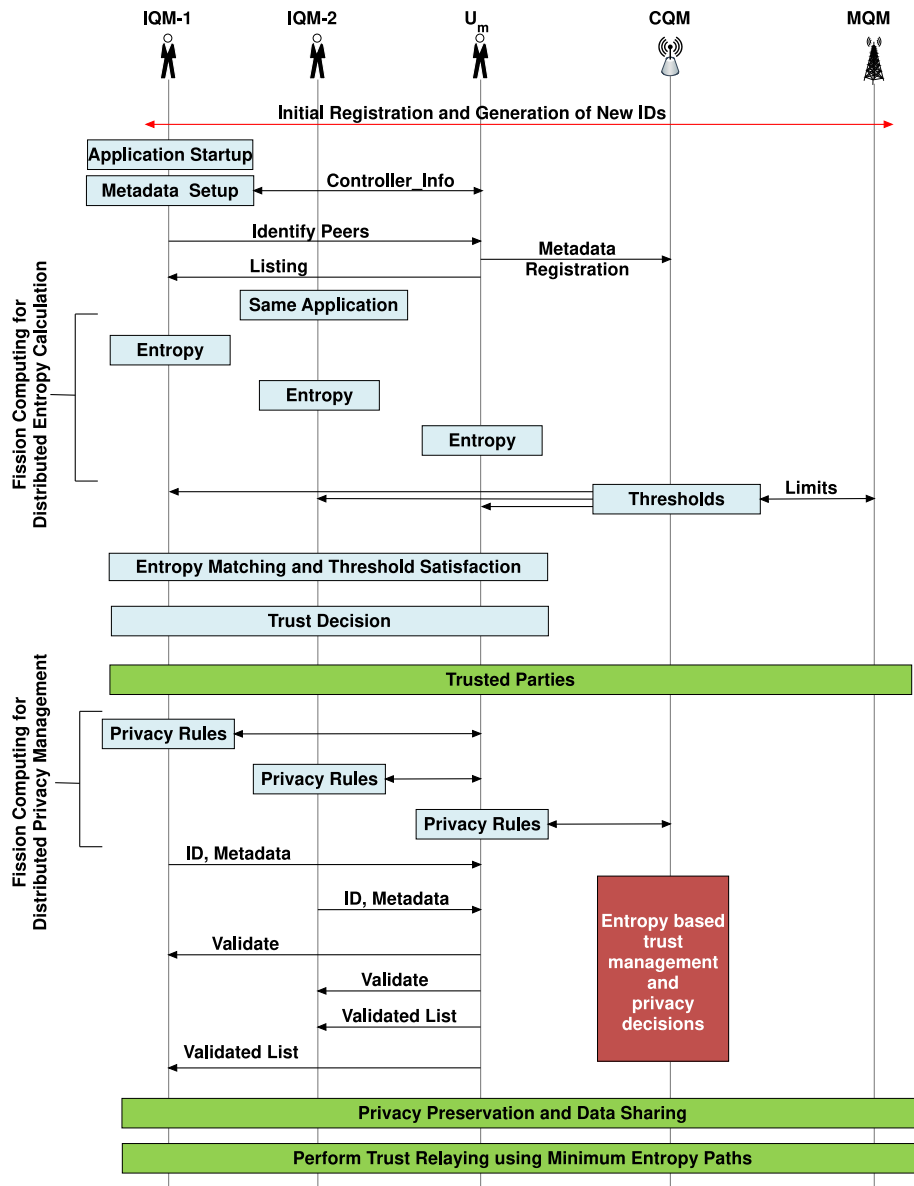 IQM-1
IQM-2
Um
CQM
MQM
Initial Registration and Generation of New IDs
Application Startup
Metadata Setup
Controller_Info
Identify Peers
Metadata
Registration
Listing
Same Application
Fission Computing for
Distributed Entropy Calculation
Entropy
Entropy
Entropy
Thresholds
Limits
Entropy Matching and Threshold Satisfaction
Trust Decision
Trusted Parties
Fission Computing for
Distributed Privacy Management
Privacy Rules
Privacy Rules
Privacy Rules
ID, Metadata
ID, Metadata
Entropy based
trust
management
and
privacy
decisions
Validate
Validate
Validated List
Validated List
Privacy Preservation and Data Sharing
Perform Trust Relaying using Minimum Entropy Paths